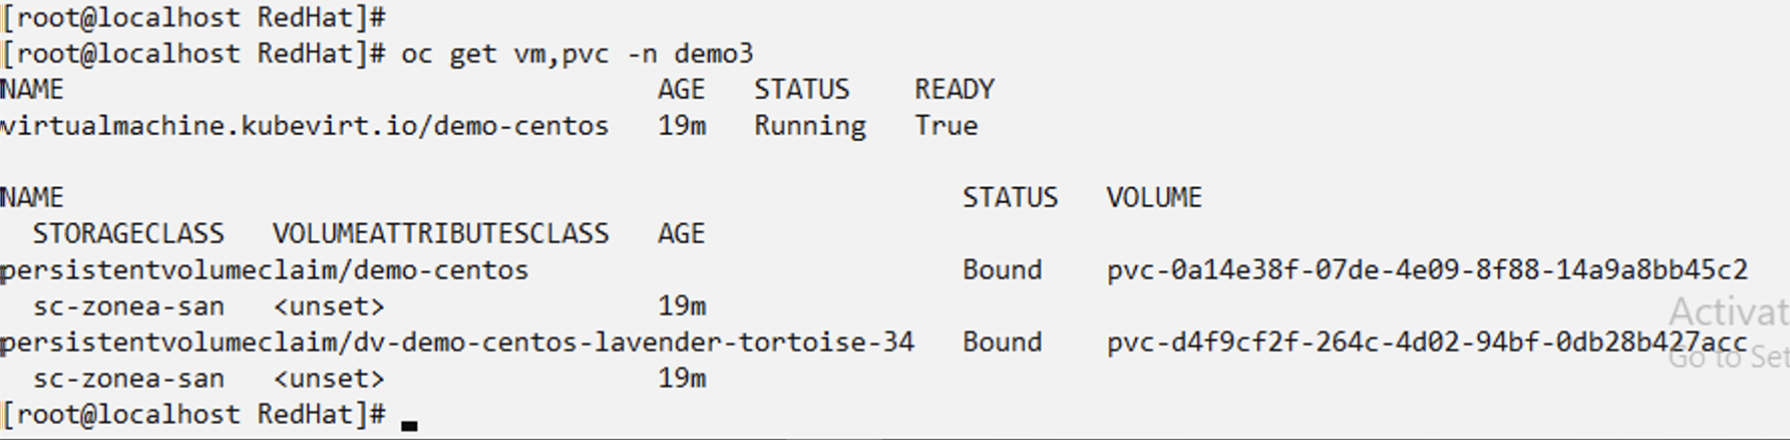 [root@localhost RedHat]#
[root@localhost RedHat]# oc get vm,pvc -n demo3
NAME AGE STATUS READY
virtualmachine.kubevirt.io/demo-centos 19m Running True
NAME STATUS VOLUME
STORAGECLASS VOLUMEATTRIBUTESCLASS AGE
persistentvolumeclaim/demo-centos Bound pvc-0a14e38f-07de-4e09-8f88-14a9a8bb45c2
sc-zonea-san <unset> 19m
persistentvolumeclaim/dv-demo-centos-lavender-tortoise-34 Bound pvc-d4f9cf2f-264c-4d02-94bf-0db28b427acc
sc-zonea-san <unset> 19m
[root@localhost RedHat]#
Activat
Go to Set